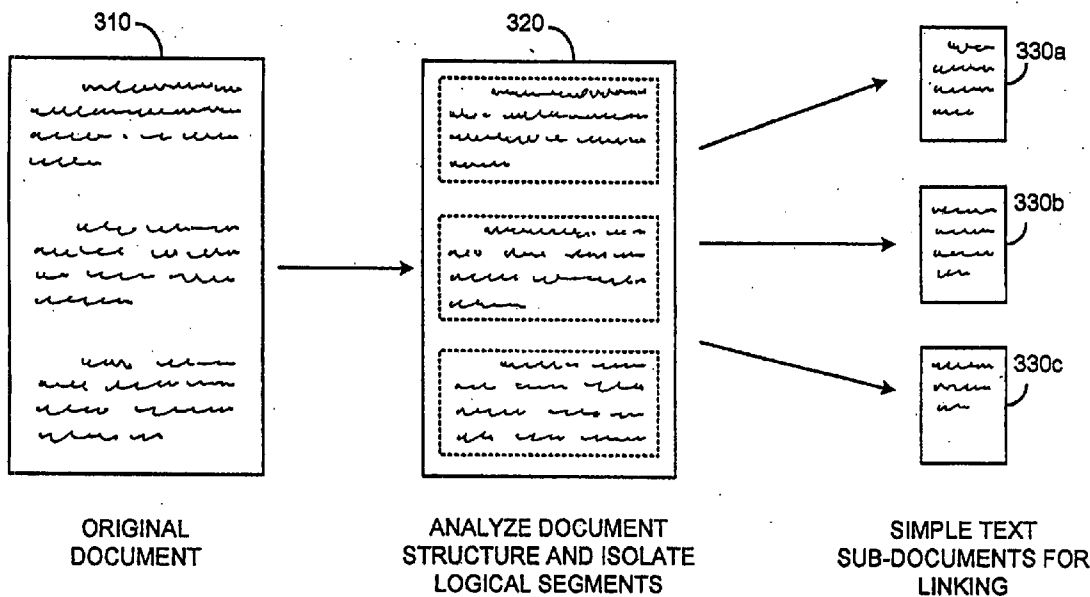 310
320
330a
330b
330c
ORIGINAL
DOCUMENT
ANALYZE DOCUMENT
STRUCTURE AND ISOLATE
LOGICAL SEGMENTS
SIMPLE TEXT
SUB-DOCUMENTS FOR
LINKING